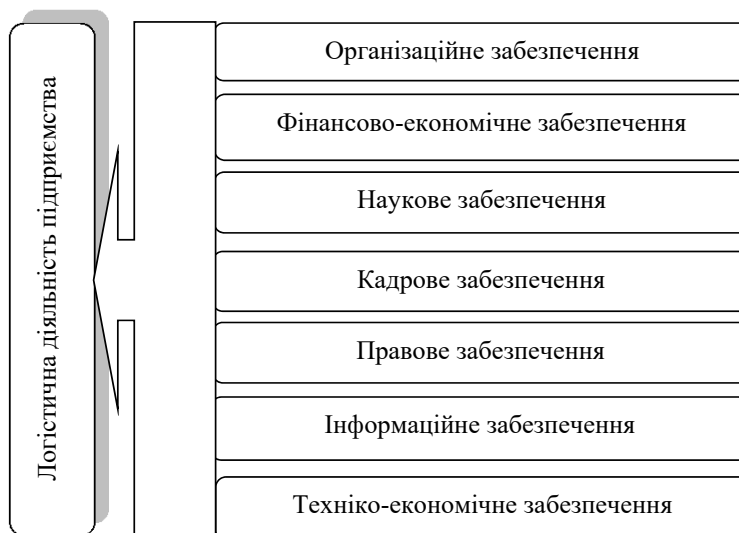 Логістична діяльність підприємства
Організаційне забезпечення
Фінансово-економічне забезпечення
Наукове забезпечення
Кадрове забезпечення
Правове забезпечення
Інформаційне забезпечення
Техніко-економічне забезпечення